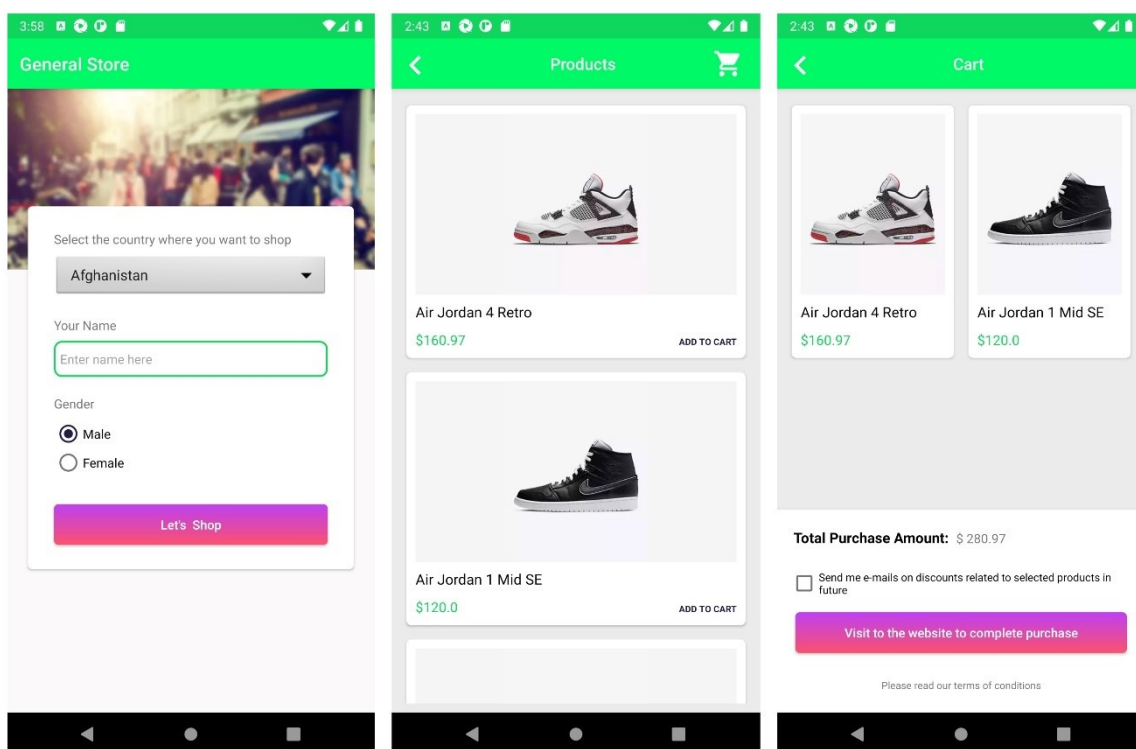 3:58
General Store
Select the country where you want to shop
Afghanistan
Your Name
Enter name here
Gender
Male
Female
Let's Shop
2:43
Products
Air Jordan 4 Retro
$160.97
ADD TO CART
Air Jordan 1 Mid SE
$120.0
ADD TO CART
2:43
Cart
Air Jordan 4 Retro
$160.97
Air Jordan 1 Mid SE
$120.0
Total Purchase Amount: $ 280.97
Send me e-mails on discounts related to selected products in
future
Visit to the website to complete purchase
Please read our terms of conditions